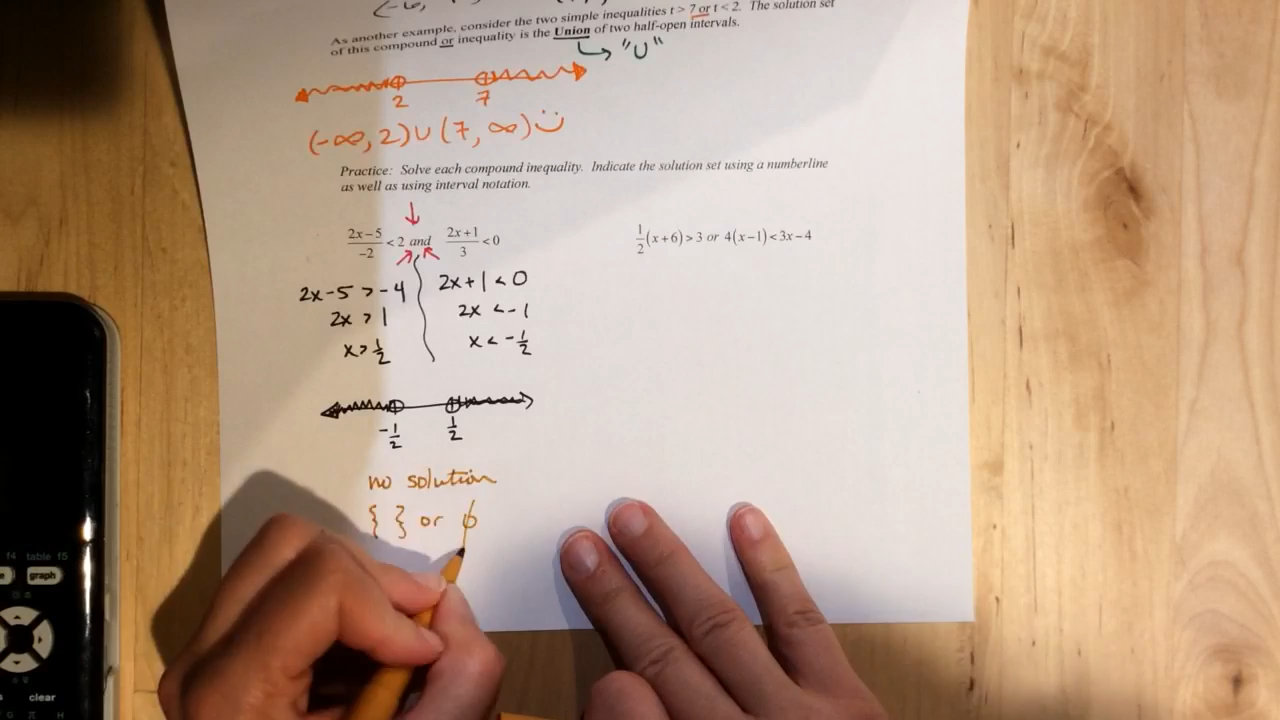 (-6,
As another example, consider the two simple inequalities t > 7 or t < 2. The solution set
of this compound or inequality is the Union of two half-open intervals.
"U"
2 7
(-∞, 2) ∪ (7, ∞)
Practice: Solve each compound inequality. Indicate the solution set using a numberline
as well as using interval notation.
(2x-5)/-2 < 2 and (2x+1)/3 < 0
1/2(x+6) > 3 or 4(x-1) < 3x-4
2x-5 > -4
2x > 1
x > 1/2
2x+1 < 0
2x < -1
x < -1/2
-1/2 1/2
no solution
{ } or ∅
f4 table f5
graph
clear